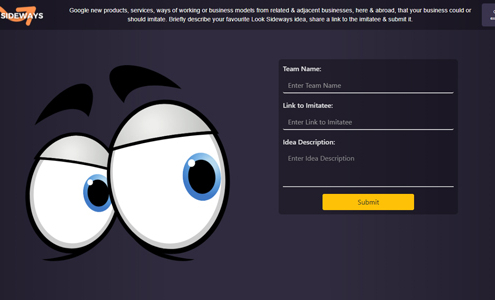 SIDEWAYS
Google new products, services, ways of working or business models from related & adjacent businesses, here & abroad, that your business could or
should imitate. Briefly describe your favourite Look Sideways idea, share a link to the imitatee & submit it.
Team Name:
Enter Team Name
Link to Imitatee:
Enter Link to Imitatee
Idea Description:
Enter Idea Description
Submit